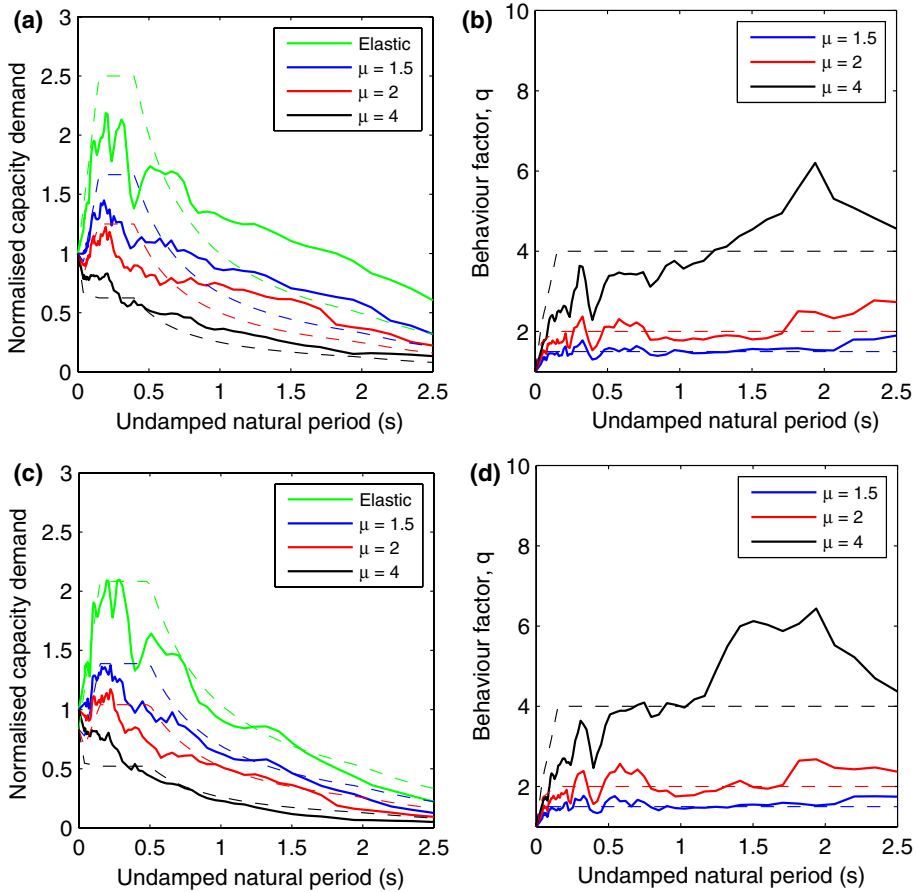 (a)
3
2.5
2
1.5
1
0.5
0
Normalised capacity demand
Elastic
μ = 1.5
μ = 2
μ = 4
0 0.5 1 1.5 2 2.5
Undamped natural period (s)
(b)
10
8
6
4
2
Behaviour factor, q
μ = 1.5
μ = 2
μ = 4
0 0.5 1 1.5 2 2.5
Undamped natural period (s)
(c)
3
2.5
2
1.5
1
0.5
0
Normalised capacity demand
Elastic
μ = 1.5
μ = 2
μ = 4
0 0.5 1 1.5 2 2.5
Undamped natural period (s)
(d)
10
8
6
4
2
Behaviour factor, q
μ = 1.5
μ = 2
μ = 4
0 0.5 1 1.5 2 2.5
Undamped natural period (s)